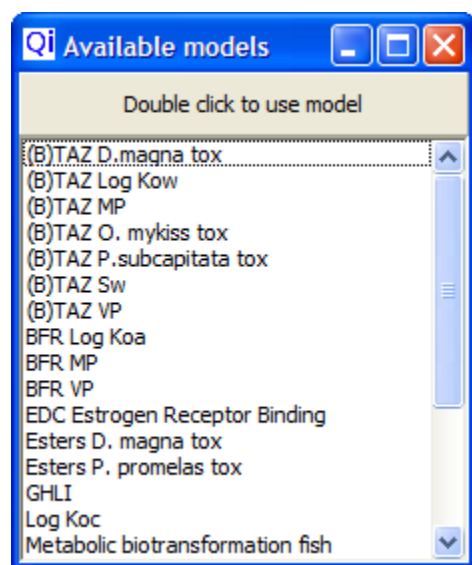 Qi Available models
Double click to use model
(B)TAZ D.magna tox
(B)TAZ Log Kow
(B)TAZ MP
(B)TAZ O. mykiss tox
(B)TAZ P.subcapitata tox
(B)TAZ Sw
(B)TAZ VP
BFR Log Koa
BFR MP
BFR VP
EDC Estrogen Receptor Binding
Esters D. magna tox
Esters P. promelas tox
GHLI
Log Koc
Metabolic biotransformation fish